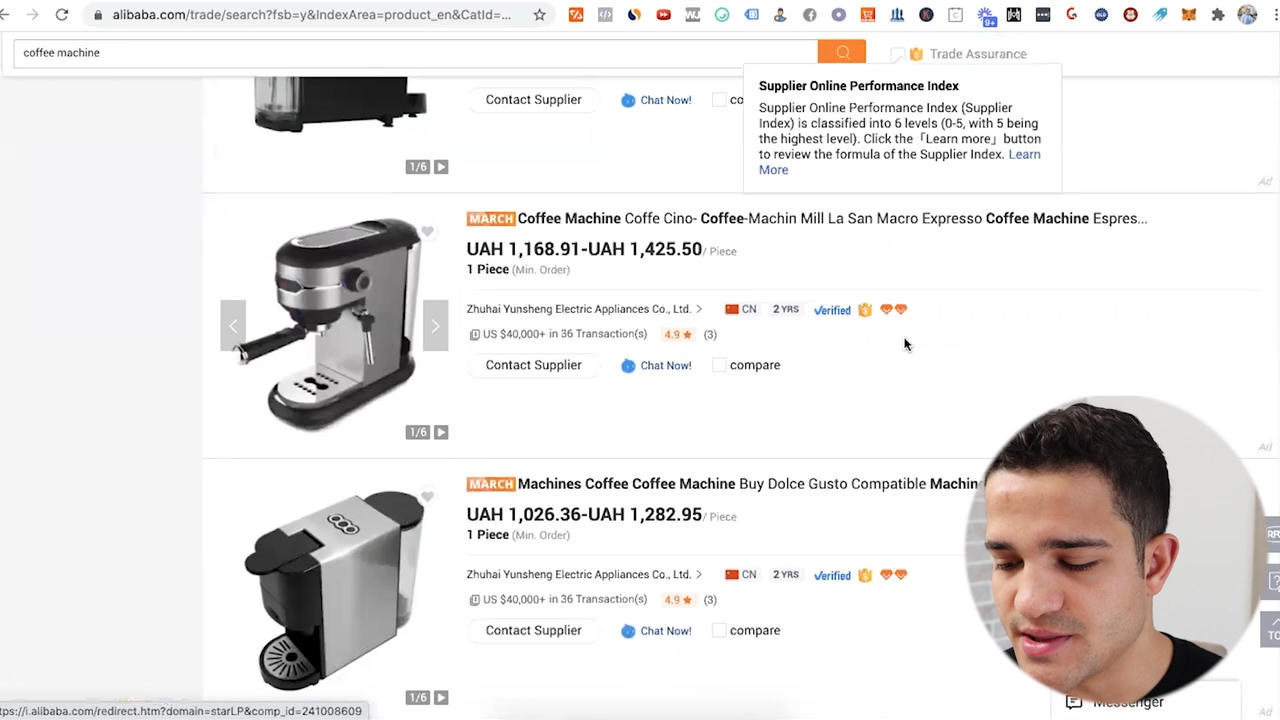 alibaba.com/trade/search?fsb=y&IndexArea=product_en&CatId=...
9+
coffee machine
Trade Assurance
Supplier Online Performance Index
Supplier Online Performance Index (Supplier
Index) is classified into 6 levels (0-5, with 5 being
the highest level). Click the「Learn more」button
to review the formula of the Supplier Index. Learn
More
Contact Supplier
Chat Now!
co
1/6
Ad
MARCH Coffee Machine Coffe Cino- Coffee-Machin Mill La San Macro Expresso Coffee Machine Espres...
UAH 1,168.91-UAH 1,425.50 / Piece
1 Piece (Min. Order)
Zhuhai Yunsheng Electric Appliances Co., Ltd. > CN 2 YRS Verified
US $40,000+ in 36 Transaction(s) 4.9 (3)
Contact Supplier
Chat Now!
compare
1/6
Ad
MARCH Machines Coffee Coffee Machine Buy Dolce Gusto Compatible Machin
UAH 1,026.36-UAH 1,282.95 / Piece
1 Piece (Min. Order)
Zhuhai Yunsheng Electric Appliances Co., Ltd. > CN 2 YRS Verified
US $40,000+ in 36 Transaction(s) 4.9 (3)
Contact Supplier
Chat Now!
compare
1/6
TO
Messenger
Ad
tps://i.alibaba.com/redirect.htm?domain=starLP&comp_id=241008609